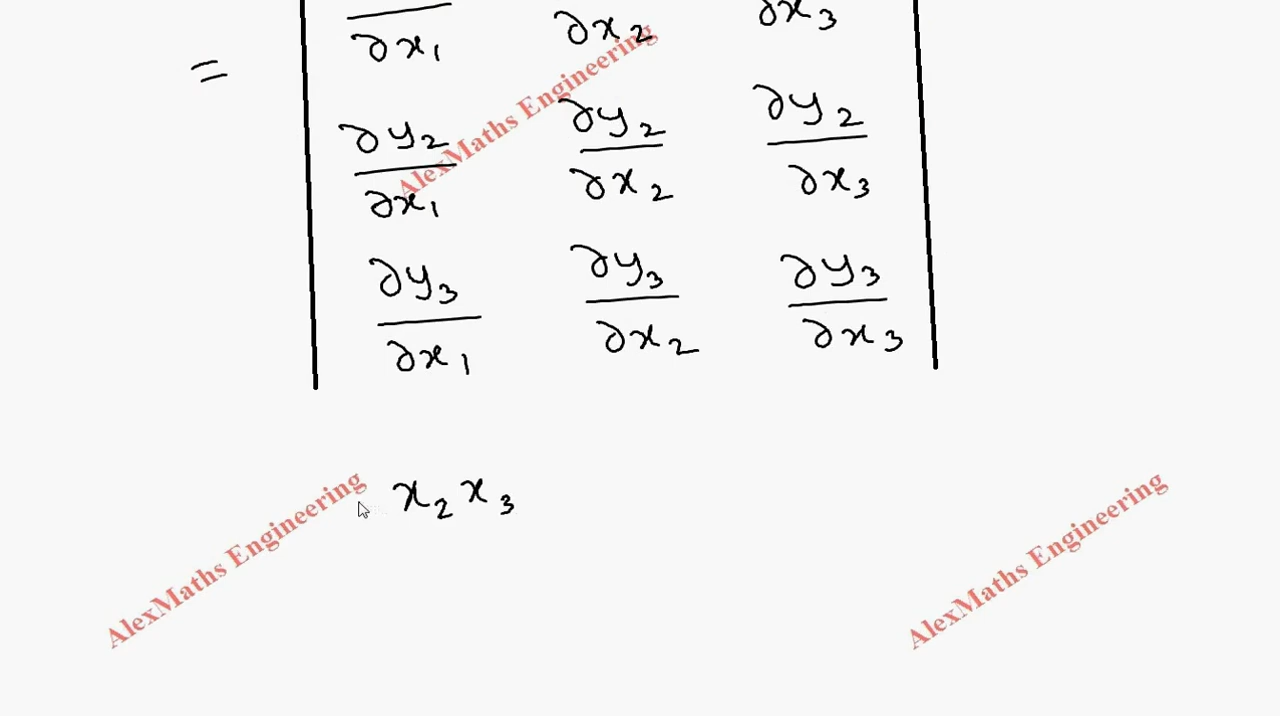 ∂x₁ ∂x₂ ∂x₃
=
∂y₂/∂x₁ ∂y₂/∂x₂ ∂y₂/∂x₃
∂y₃/∂x₁ ∂y₃/∂x₂ ∂y₃/∂x₃
x₂x₃
AlexMaths Engineering
AlexMaths Engineering
AlexMaths Engineering